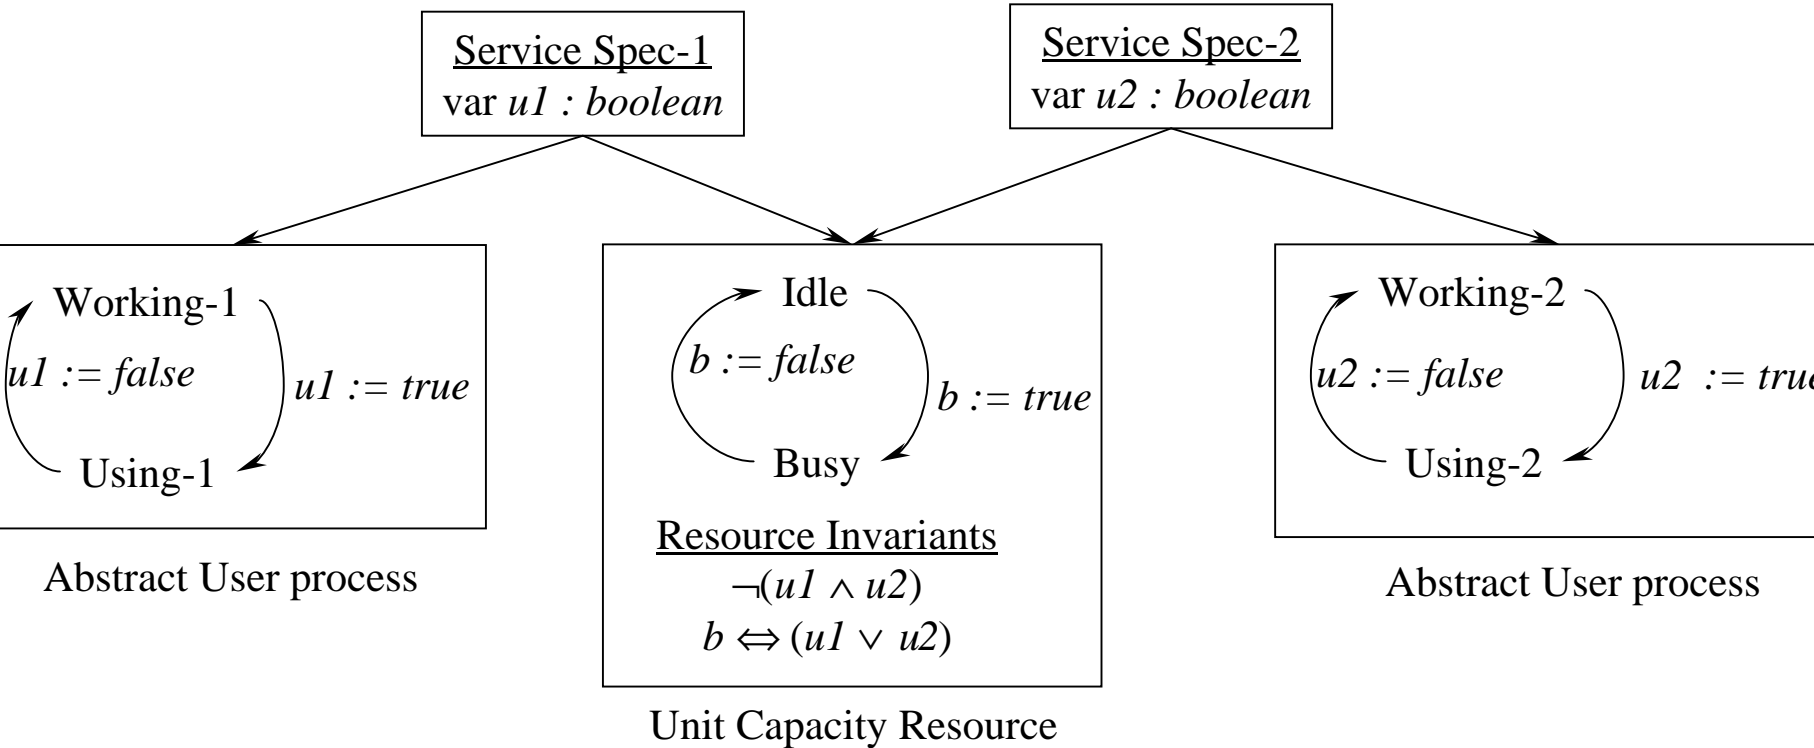 Service Spec-1
var u1 : boolean
Service Spec-2
var u2 : boolean
Working-1
u1 := false
u1 := true
Using-1
Abstract User process
Idle
b := false
b := true
Busy
Resource Invariants
¬(u1 ∧ u2)
b ⇔ (u1 ∨ u2)
Unit Capacity Resource
Working-2
u2 := false
u2 := true
Using-2
Abstract User process